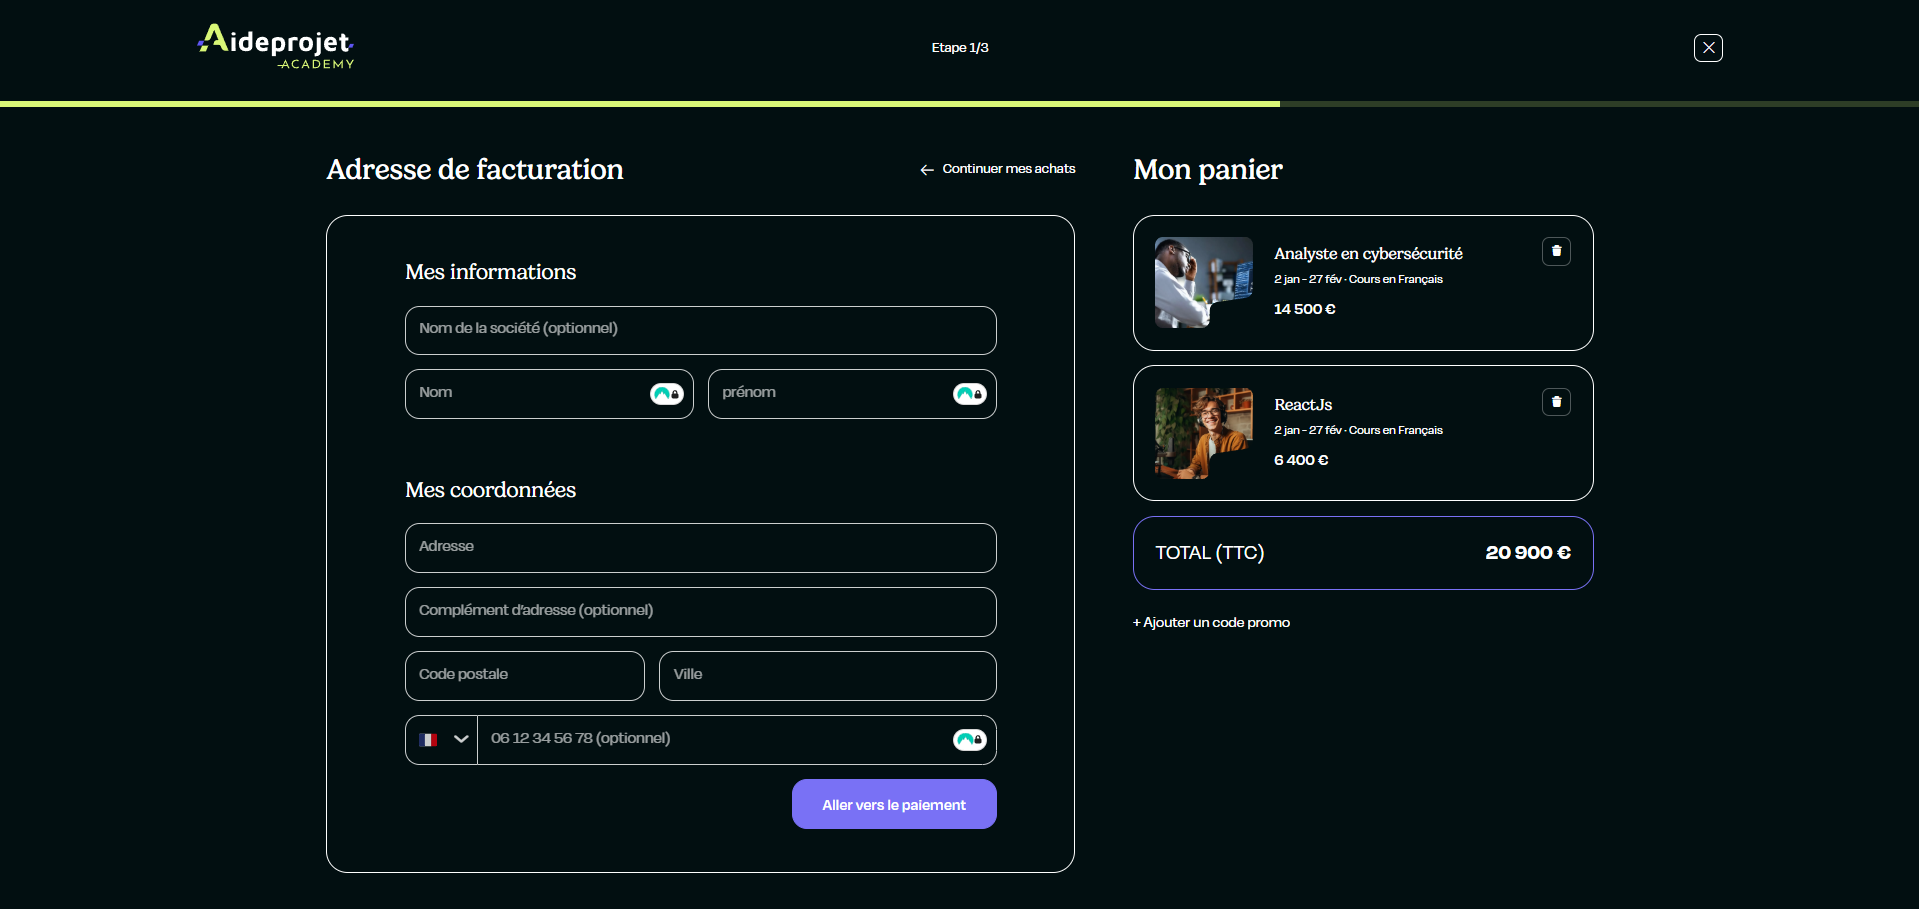 Aideprojet
ACADEMY
Etape 1/3
Adresse de facturation
Continuer mes achats
Mes informations
Nom de la société (optionnel)
Nom
prénom
Mes coordonnées
Adresse
Complément d'adresse (optionnel)
Code postale
Ville
06 12 34 56 78 (optionnel)
Aller vers le paiement
Mon panier
Analyste en cybersécurité
2 jan - 27 fév · Cours en Français
14 500 €
ReactJs
2 jan - 27 fév · Cours en Français
6 400 €
TOTAL (TTC)
20 900 €
+ Ajouter un code promo